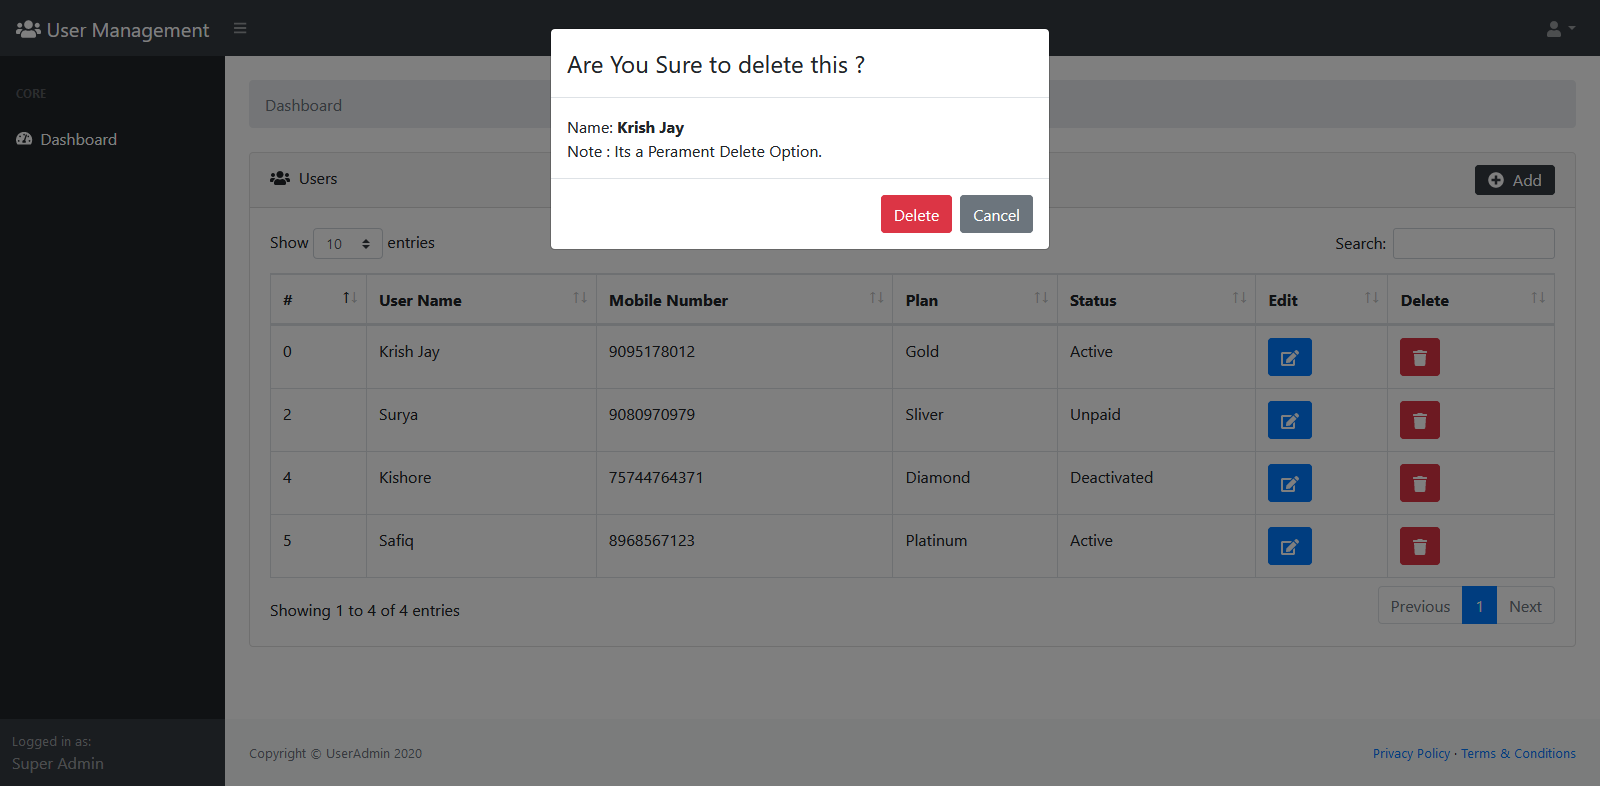 User Management
Are You Sure to delete this ?
Name: Krish Jay
Note : Its a Perament Delete Option.
Delete Cancel
CORE
Dashboard
Dashboard
Users
Add
Show 10 entries
Search:
# User Name Mobile Number Plan Status Edit Delete
0 Krish Jay 9095178012 Gold Active
2 Surya 9080970979 Sliver Unpaid
4 Kishore 75744764371 Diamond Deactivated
5 Safiq 8968567123 Platinum Active
Showing 1 to 4 of 4 entries
Previous 1 Next
Logged in as:
Super Admin
Copyright © UserAdmin 2020
Privacy Policy · Terms & Conditions